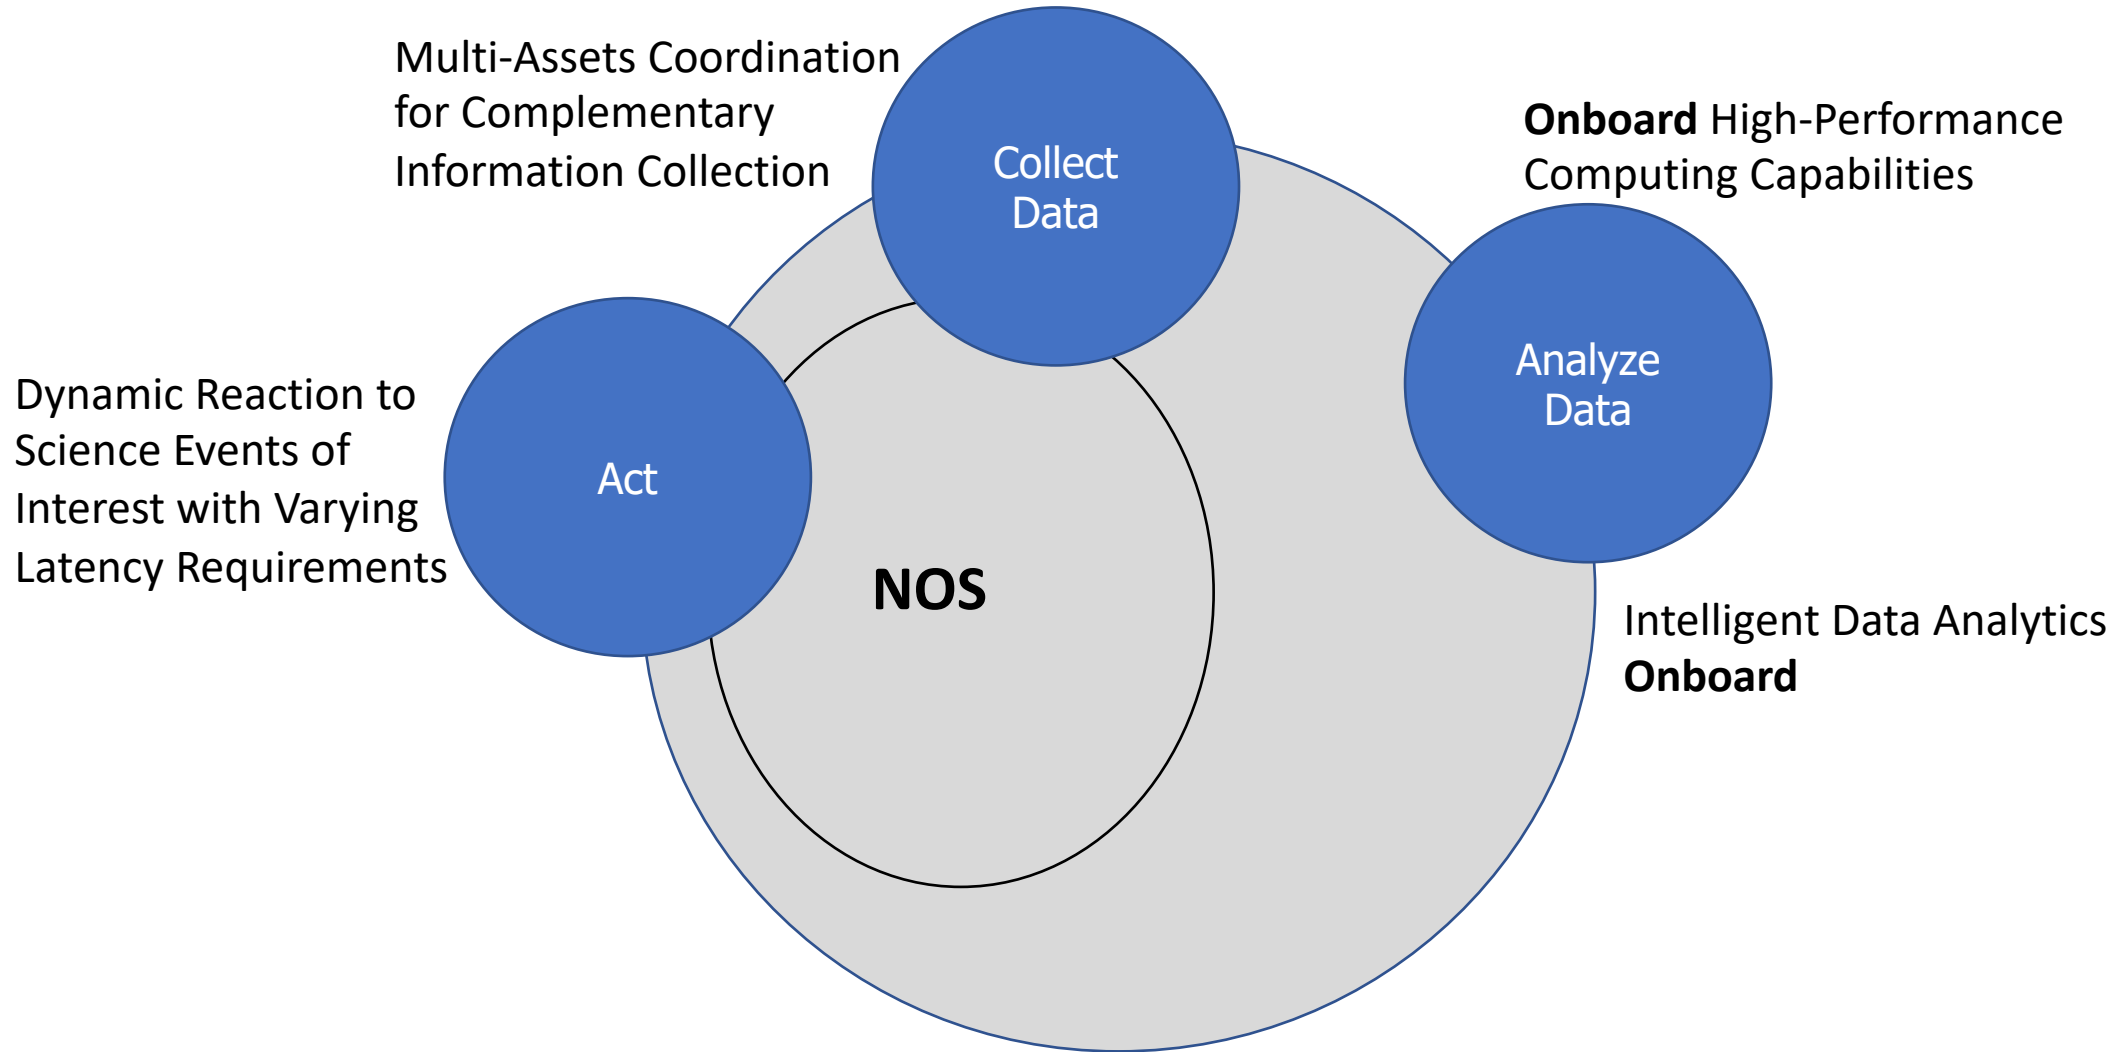 Multi-Assets Coordination
for Complementary
Information Collection
Collect
Data
Onboard High-Performance
Computing Capabilities
Analyze
Data
Dynamic Reaction to
Science Events of
Interest with Varying
Latency Requirements
Act
NOS
Intelligent Data Analytics
Onboard